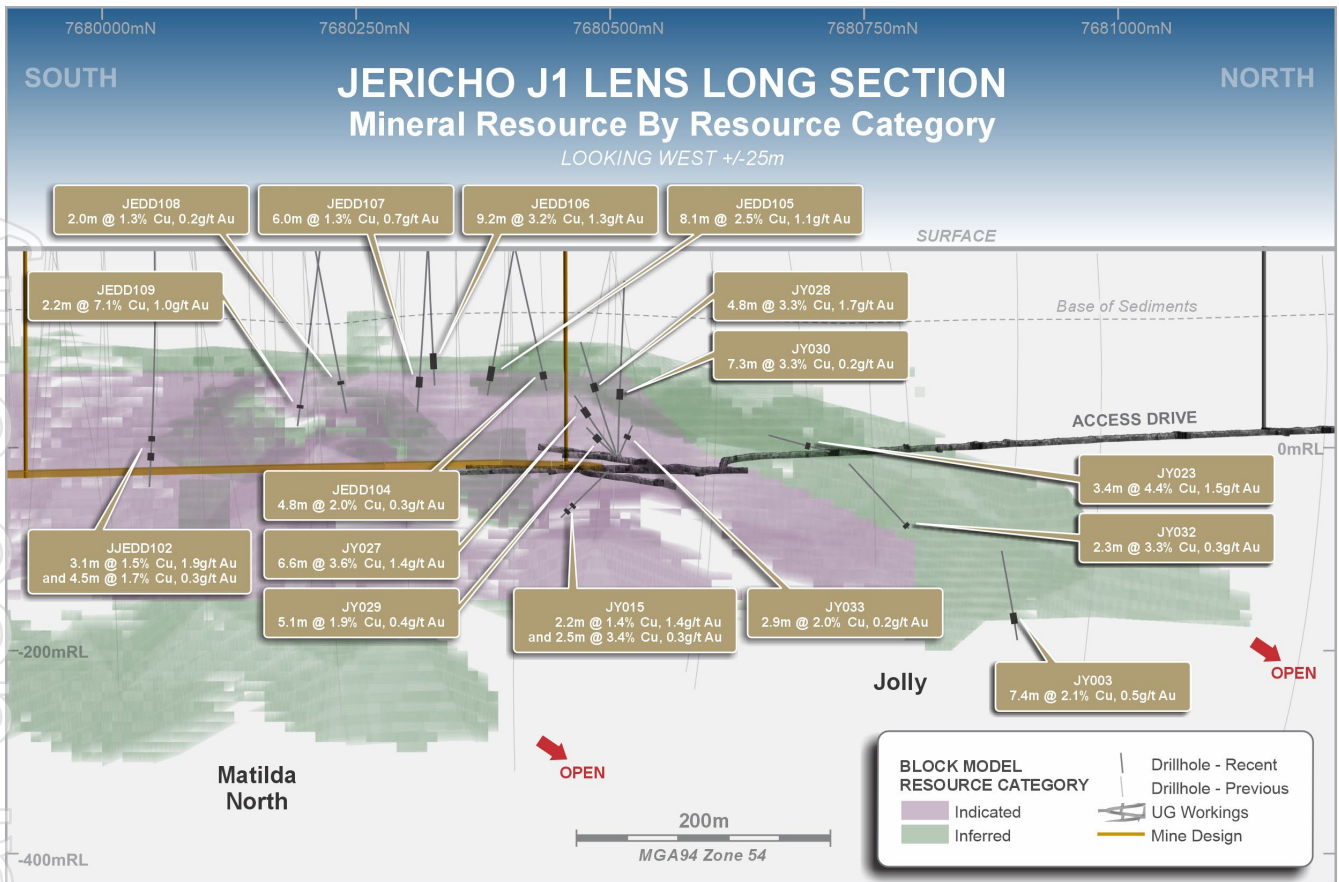 7680000mN 7680250mN 7680500mN 7680750mN 7681000mN
SOUTH
NORTH
JERICHO J1 LENS LONG SECTION
Mineral Resource By Resource Category
LOOKING WEST +/-25m
JEDD108
2.0m @ 1.3% Cu, 0.2g/t Au
JEDD107
6.0m @ 1.3% Cu, 0.7g/t Au
JEDD106
9.2m @ 3.2% Cu, 1.3g/t Au
JEDD105
8.1m @ 2.5% Cu, 1.1g/t Au
SURFACE
JEDD109
2.2m @ 7.1% Cu, 1.0g/t Au
JY028
4.8m @ 3.3% Cu, 1.7g/t Au
Base of Sediments
JY030
7.3m @ 3.3% Cu, 0.2g/t Au
ACCESS DRIVE
0mRL
JY023
3.4m @ 4.4% Cu, 1.5g/t Au
JEDD104
4.8m @ 2.0% Cu, 0.3g/t Au
JY032
2.3m @ 3.3% Cu, 0.3g/t Au
JJEDD102
3.1m @ 1.5% Cu, 1.9g/t Au
and 4.5m @ 1.7% Cu, 0.3g/t Au
JY027
6.6m @ 3.6% Cu, 1.4g/t Au
JY029
5.1m @ 1.9% Cu, 0.4g/t Au
JY015
2.2m @ 1.4% Cu, 1.4g/t Au
and 2.5m @ 3.4% Cu, 0.3g/t Au
JY033
2.9m @ 2.0% Cu, 0.2g/t Au
-200mRL
JY003
7.4m @ 2.1% Cu, 0.5g/t Au
Jolly
OPEN
Matilda
North
OPEN
BLOCK MODEL
RESOURCE CATEGORY
Indicated
Inferred
Drillhole - Recent
Drillhole - Previous
UG Workings
Mine Design
200m
MGA94 Zone 54
-400mRL